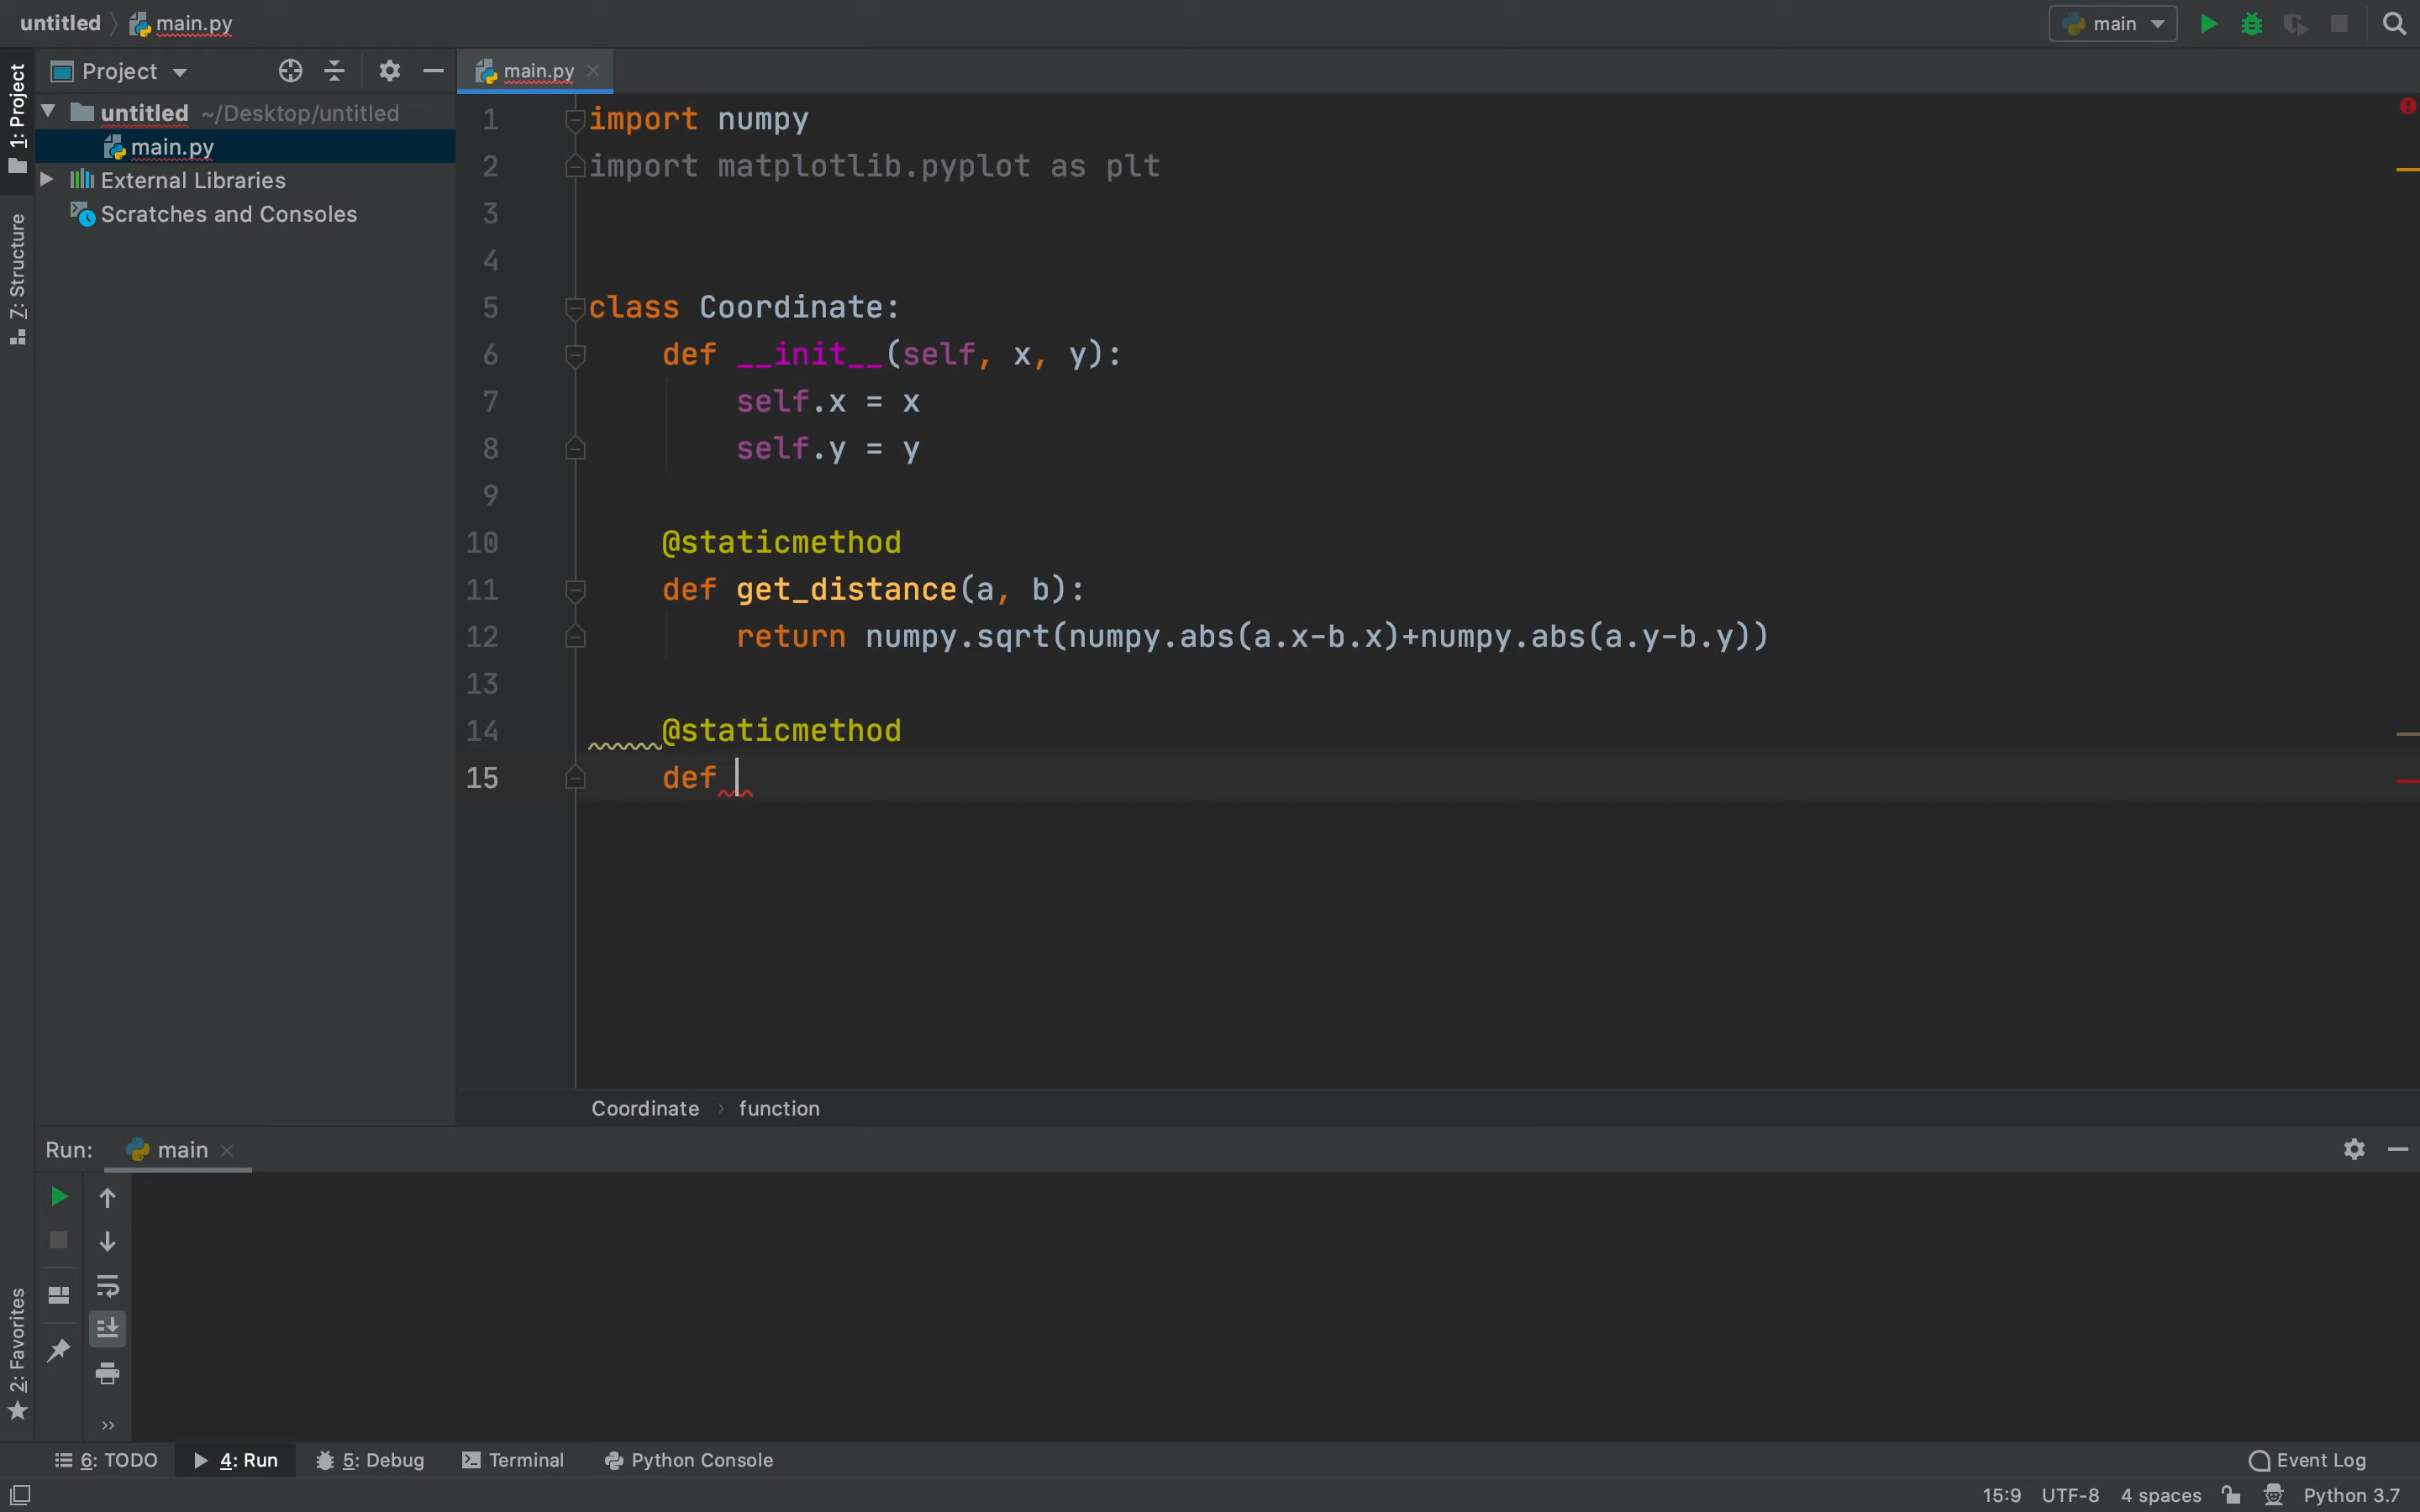 untitled main.py main
1: Project
Project
main.py
untitled ~/Desktop/untitled
main.py
External Libraries
Scratches and Consoles
7: Structure
2: Favorites
1 import numpy
2 import matplotlib.pyplot as plt
3
4
5 class Coordinate:
6 def __init__(self, x, y):
7 self.x = x
8 self.y = y
9
10 @staticmethod
11 def get_distance(a, b):
12 return numpy.sqrt(numpy.abs(a.x-b.x)+numpy.abs(a.y-b.y))
13
14 @staticmethod
15 def
Coordinate › function
Run: main
6: TODO 4: Run 5: Debug Terminal Python Console Event Log
15:9 UTF-8 4 spaces Python 3.7